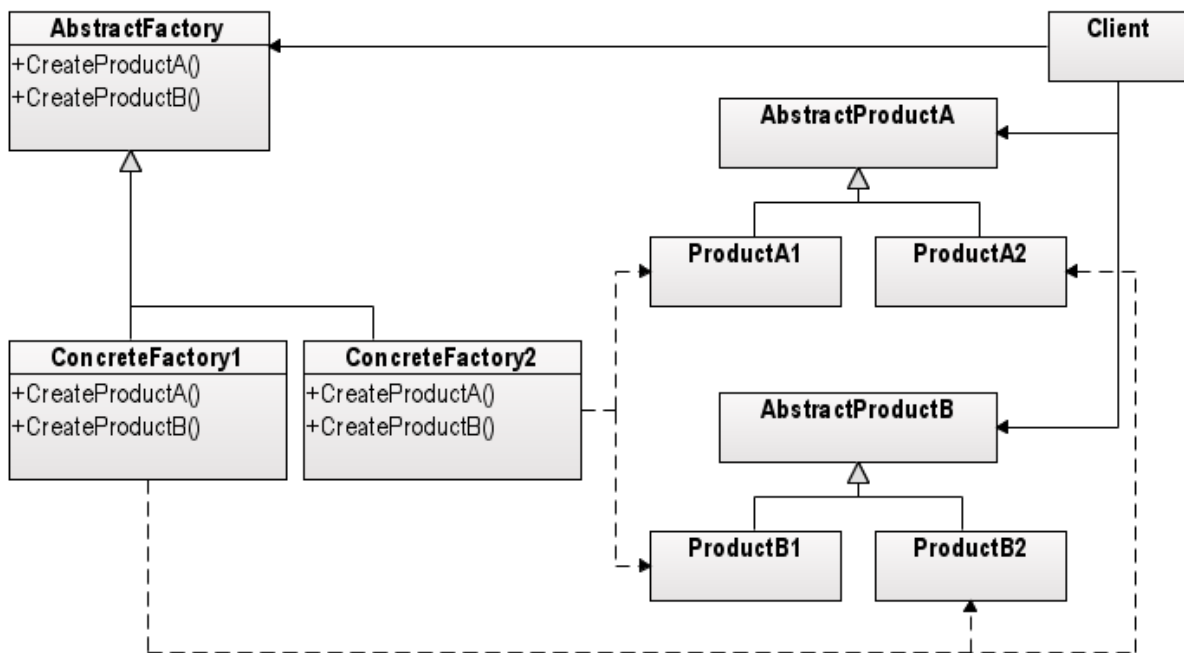 AbstractFactory
+CreateProductA()
+CreateProductB()
Client
AbstractProductA
ProductA1
ProductA2
ConcreteFactory1
+CreateProductA()
+CreateProductB()
ConcreteFactory2
+CreateProductA()
+CreateProductB()
AbstractProductB
ProductB1
ProductB2